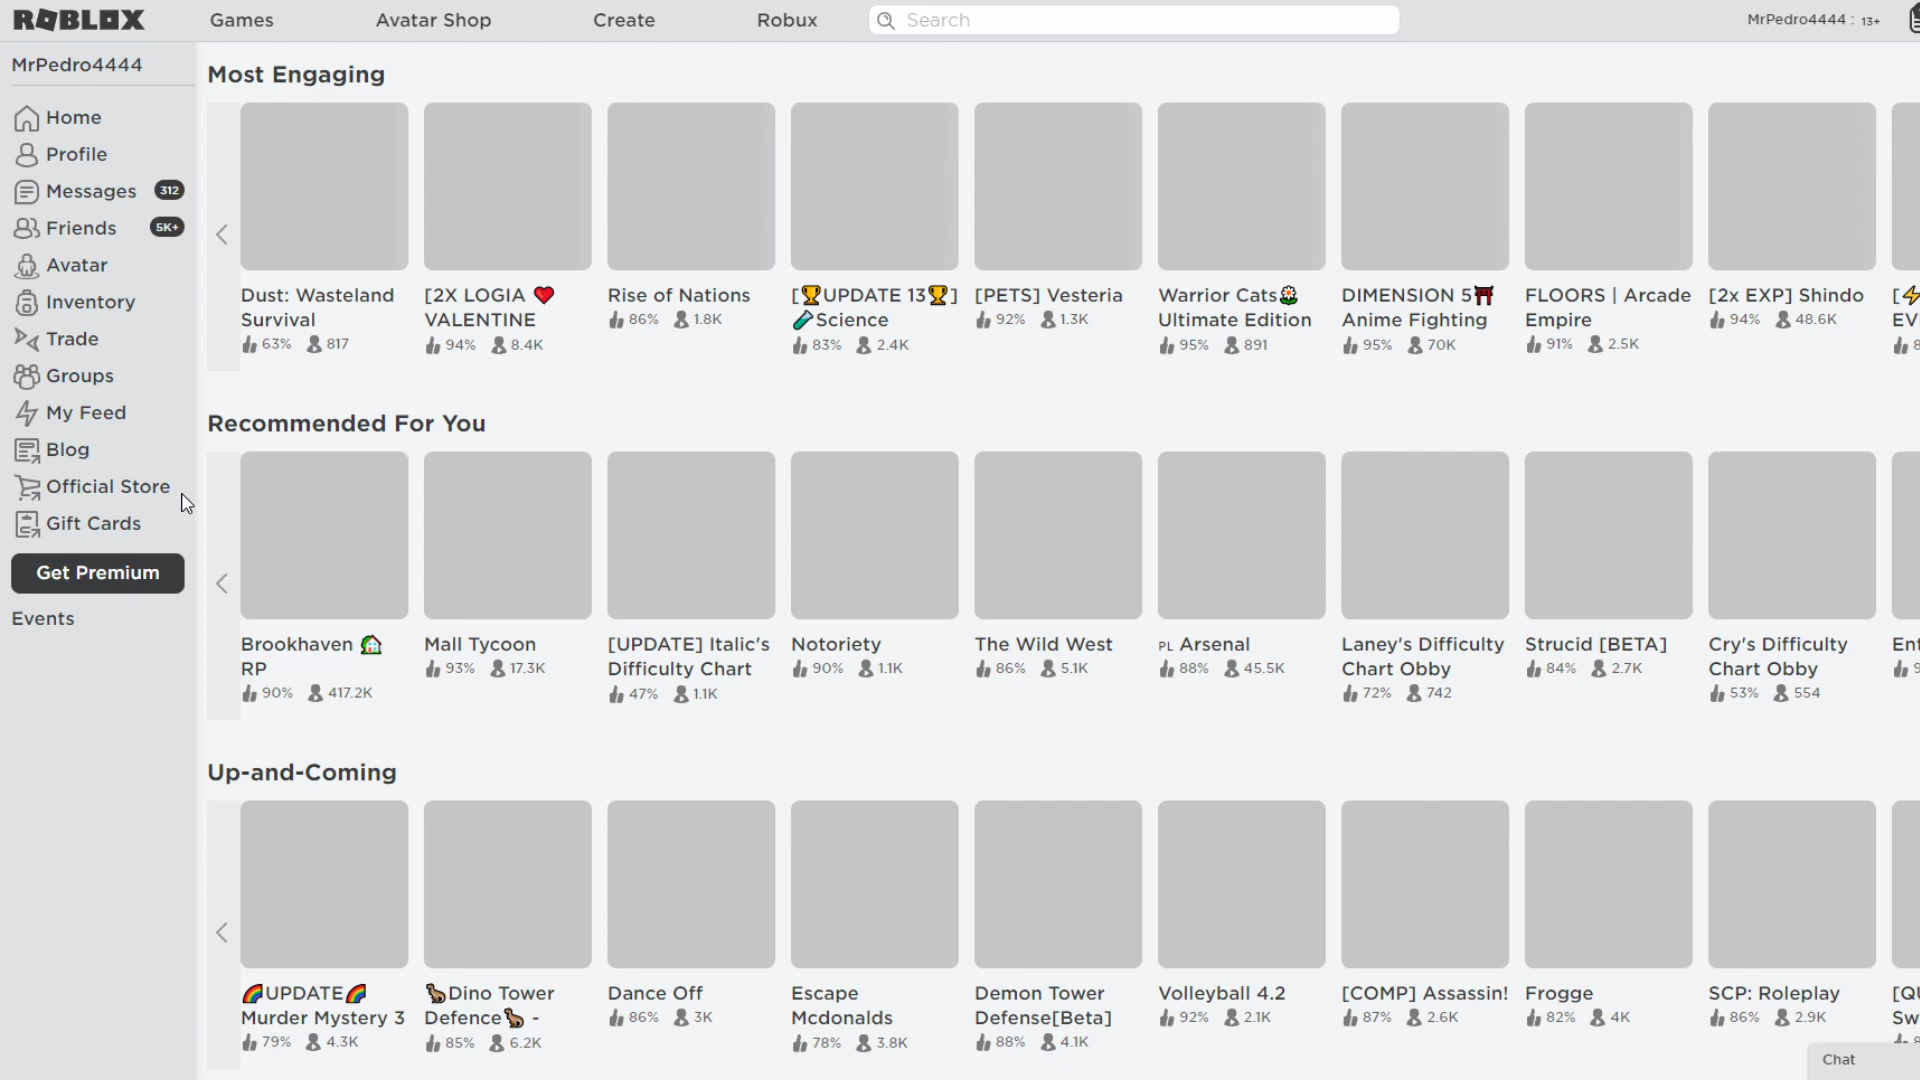 ROBLOX
Games
Avatar Shop
Create
Robux
Search
MrPedro4444 : 13+
MrPedro4444
Home
Profile
Messages 312
Friends 5K+
Avatar
Inventory
Trade
Groups
My Feed
Blog
Official Store
Gift Cards
Get Premium
Events
Most Engaging
Dust: Wasteland
Survival
63% 817
[2X LOGIA ❤️
VALENTINE
94% 8.4K
Rise of Nations
86% 1.8K
[🏆UPDATE 13🏆]
🧪Science
83% 2.4K
[PETS] Vesteria
92% 1.3K
Warrior Cats🌼
Ultimate Edition
95% 891
DIMENSION 5⛩️
Anime Fighting
95% 70K
FLOORS | Arcade
Empire
91% 2.5K
[2x EXP] Shindo
94% 48.6K
[⚡
EV
8
Recommended For You
Brookhaven 🏡
RP
90% 417.2K
Mall Tycoon
93% 17.3K
[UPDATE] Italic's
Difficulty Chart
47% 1.1K
Notoriety
90% 1.1K
The Wild West
86% 5.1K
PL Arsenal
88% 45.5K
Laney's Difficulty
Chart Obby
72% 742
Strucid [BETA]
84% 2.7K
Cry's Difficulty
Chart Obby
53% 554
Ent
9
Up-and-Coming
🌈UPDATE🌈
Murder Mystery 3
79% 4.3K
🦕Dino Tower
Defence🦕 -
85% 6.2K
Dance Off
86% 3K
Escape
Mcdonalds
78% 3.8K
Demon Tower
Defense[Beta]
88% 4.1K
Volleyball 4.2
92% 2.1K
[COMP] Assassin!
87% 2.6K
Frogge
82% 4K
SCP: Roleplay
86% 2.9K
[QU
Sw
Chat